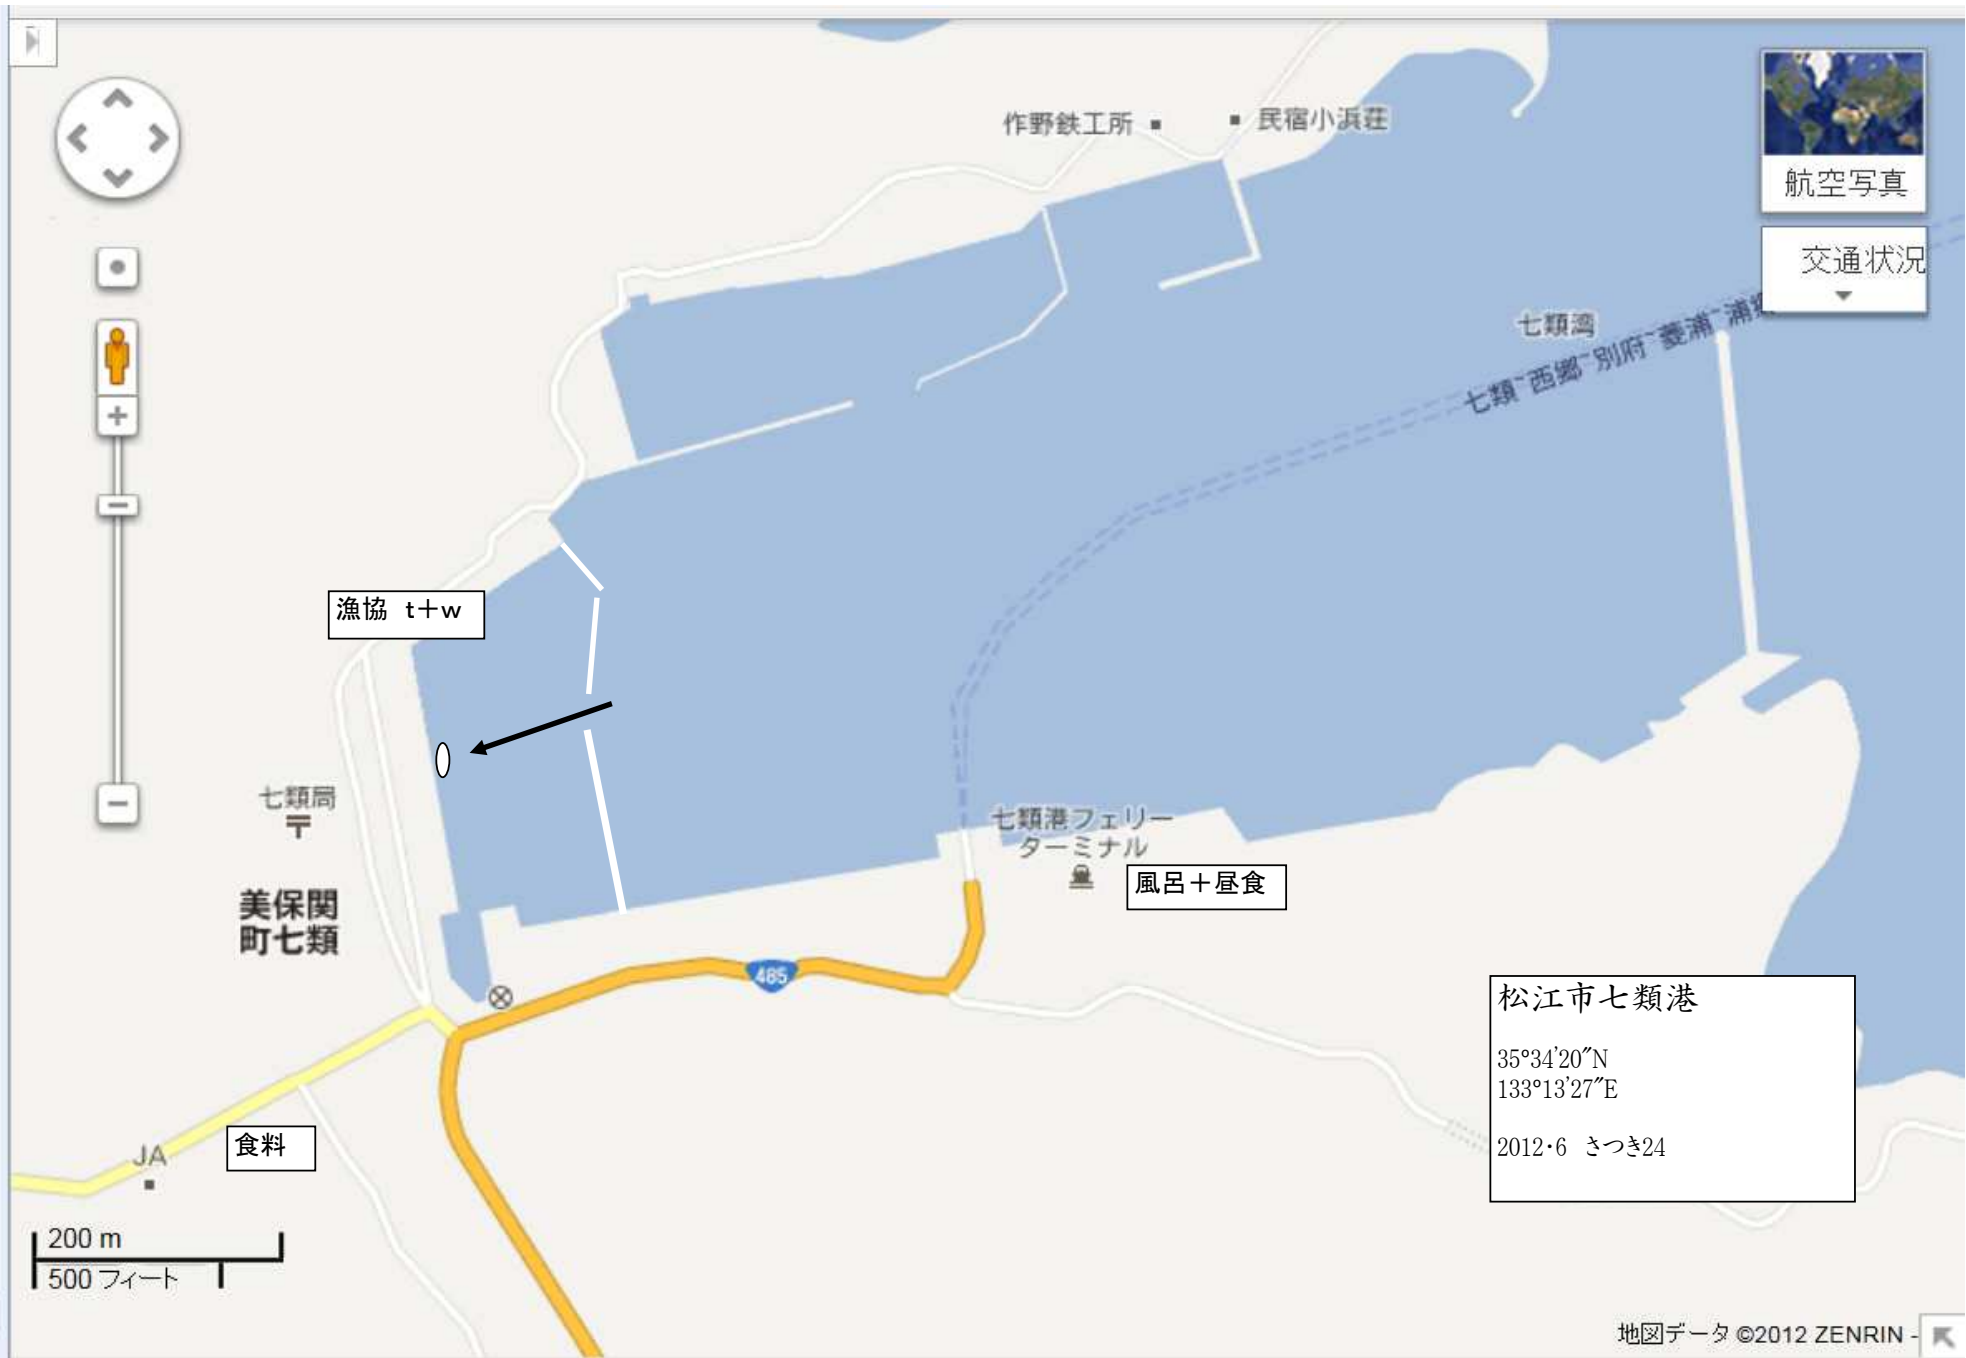 作野鉄工所
民宿小浜荘
航空写真
交通状況
七類湾
七類-西郷-別府-菱浦-浦郷
漁協 t+w
七類局
七類港フェリー
ターミナル
風呂+昼食
美保関
町七類
485
松江市七類港
35°34'20"N
133°13'27"E
2012・6 さつき24
JA
食料
200 m
500 フィート
地図データ ©2012 ZENRIN -